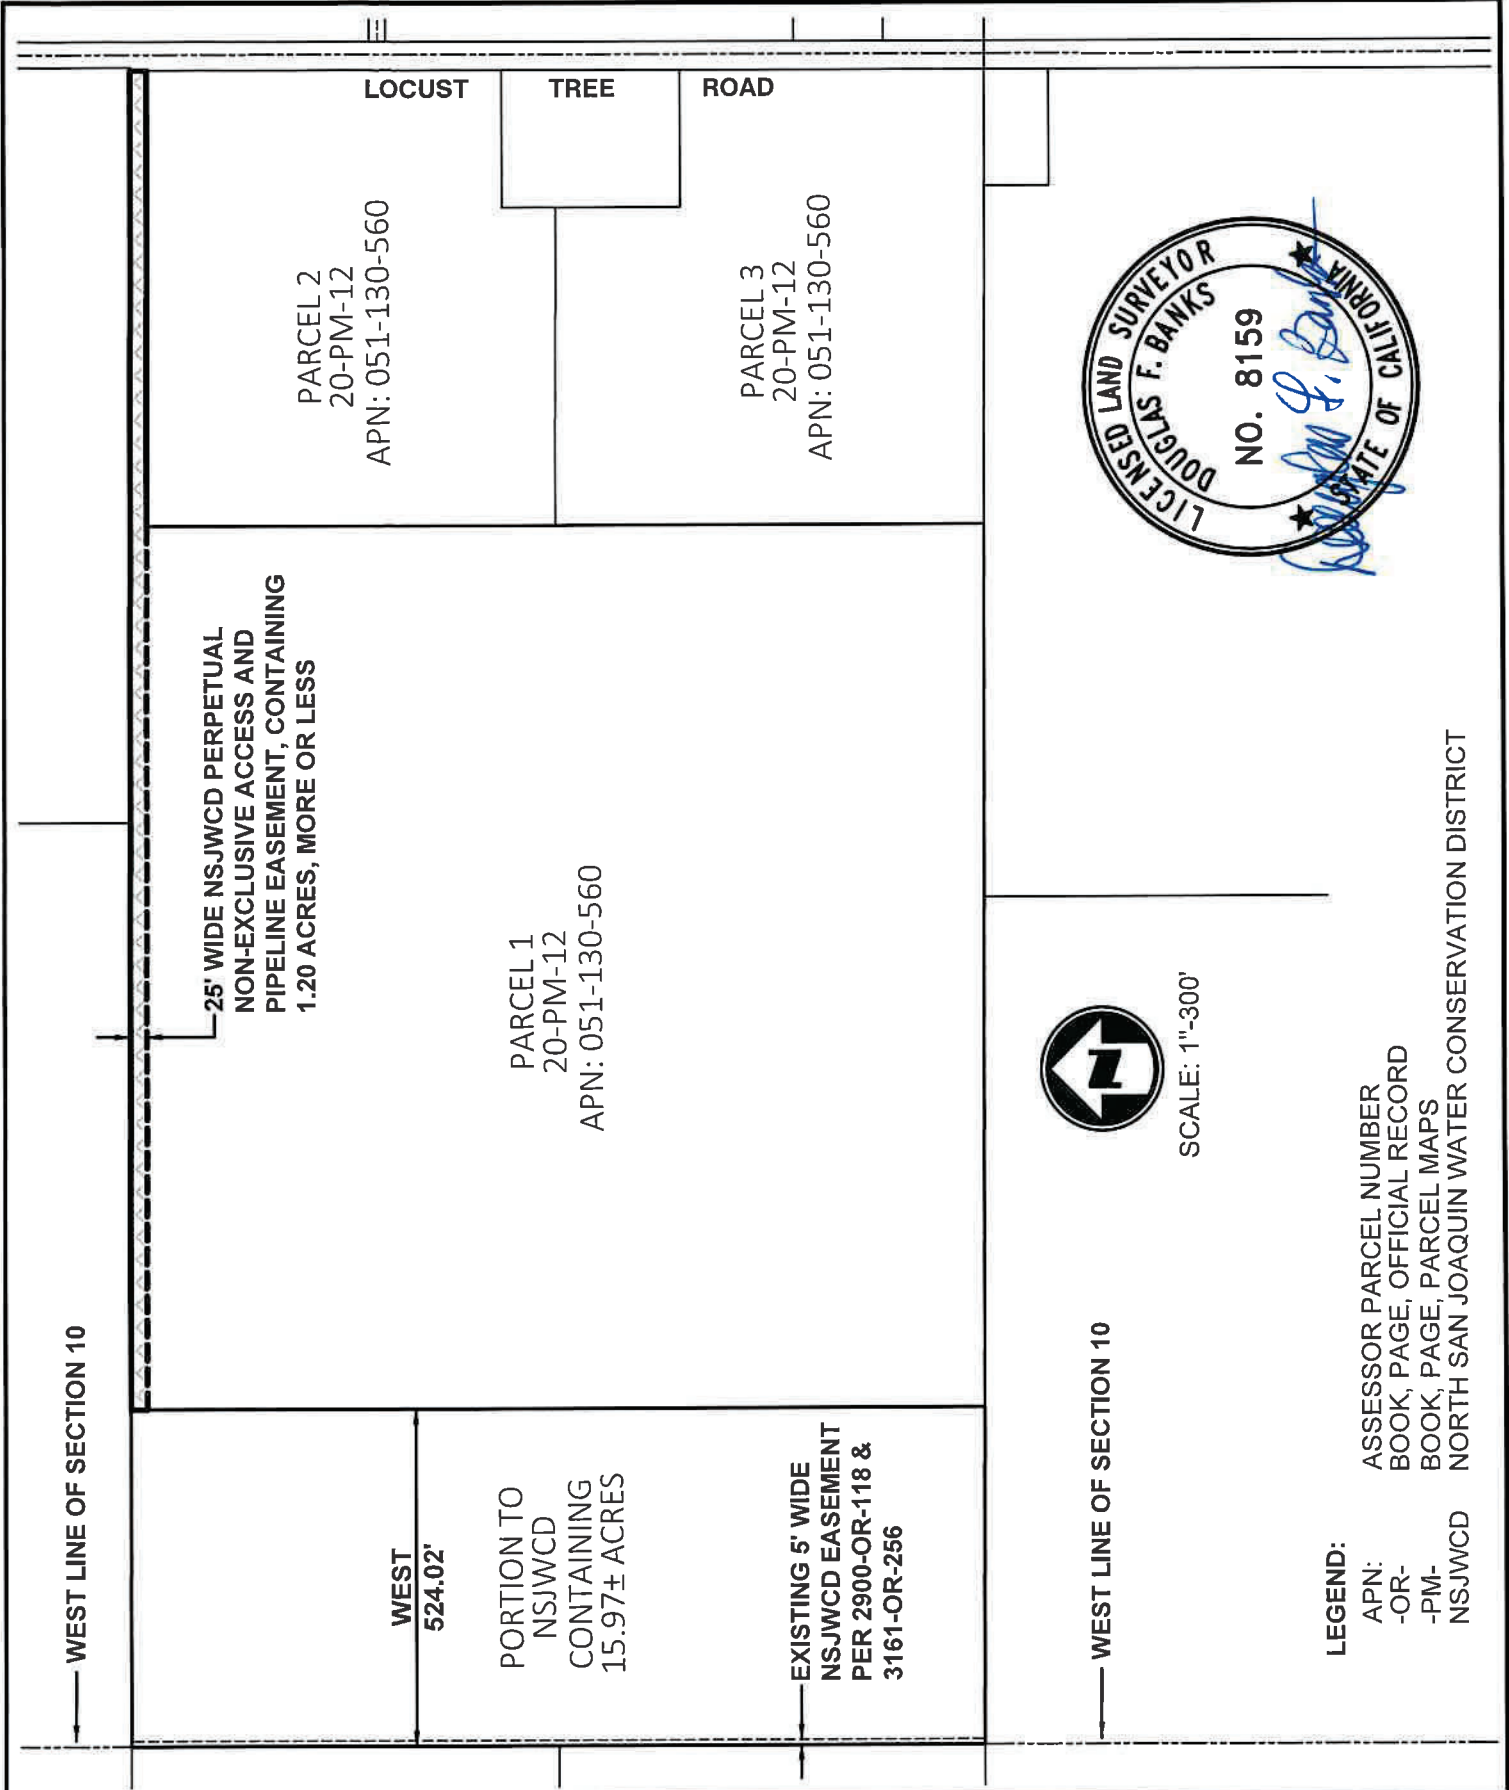 WEST LINE OF SECTION 10
25' WIDE NSJWCD PERPETUAL
NON-EXCLUSIVE ACCESS AND
PIPELINE EASEMENT, CONTAINING
1.20 ACRES, MORE OR LESS
PARCEL 2
20-PM-12
APN: 051-130-560
LOCUST TREE ROAD
WEST
524.02'
PORTION TO
NSJWCD
CONTAINING
15.97± ACRES
PARCEL 1
20-PM-12
APN: 051-130-560
PARCEL 3
20-PM-12
APN: 051-130-560
EXISTING 5' WIDE
NSJWCD EASEMENT
PER 2900-OR-118 &
3161-OR-256
WEST LINE OF SECTION 10
N
SCALE: 1"-300'
LICENSED LAND SURVEYOR
DOUGLAS F. BANKS
NO. 8159
Douglas F. Banks
STATE OF CALIFORNIA
LEGEND:
APN: ASSESSOR PARCEL NUMBER
-OR- BOOK, PAGE, OFFICIAL RECORD
-PM- BOOK, PAGE, PARCEL MAPS
NSJWCD NORTH SAN JOAQUIN WATER CONSERVATION DISTRICT